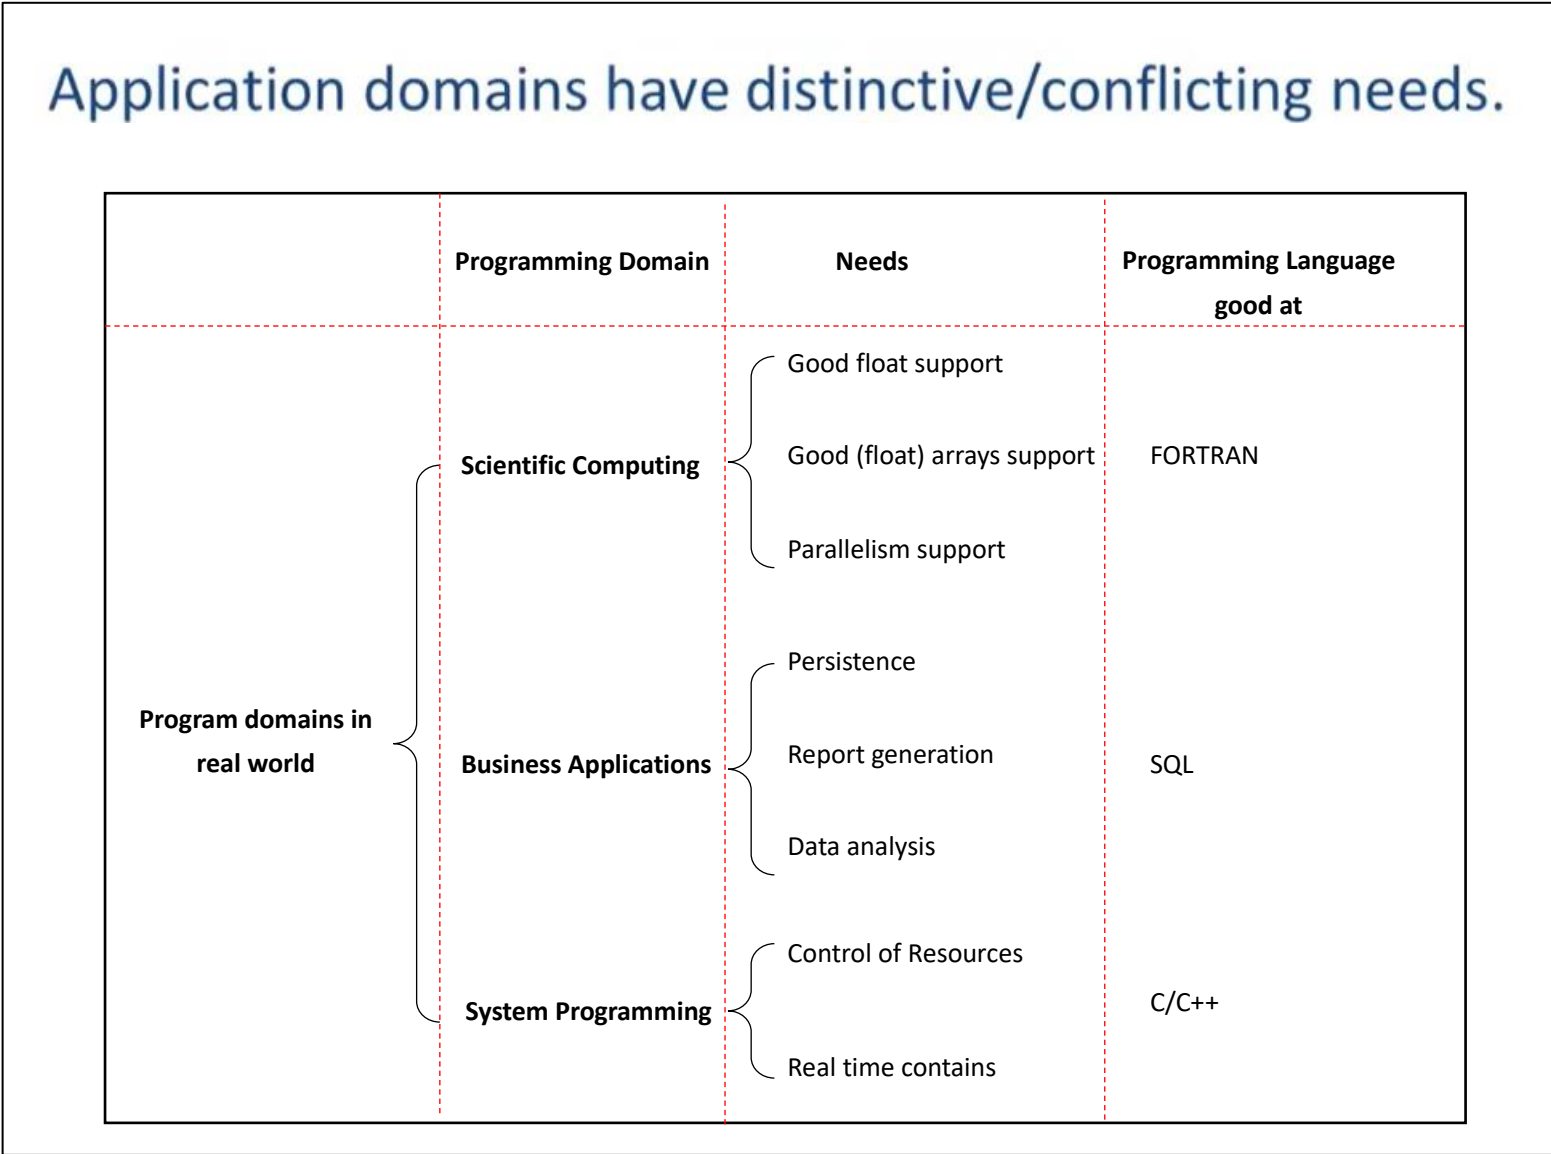 Application domains have distinctive/conflicting needs.
Programming Domain
Needs
Programming Language
good at
Program domains in
real world
Scientific Computing
Good float support
Good (float) arrays support
Parallelism support
FORTRAN
Business Applications
Persistence
Report generation
Data analysis
SQL
System Programming
Control of Resources
Real time contains
C/C++